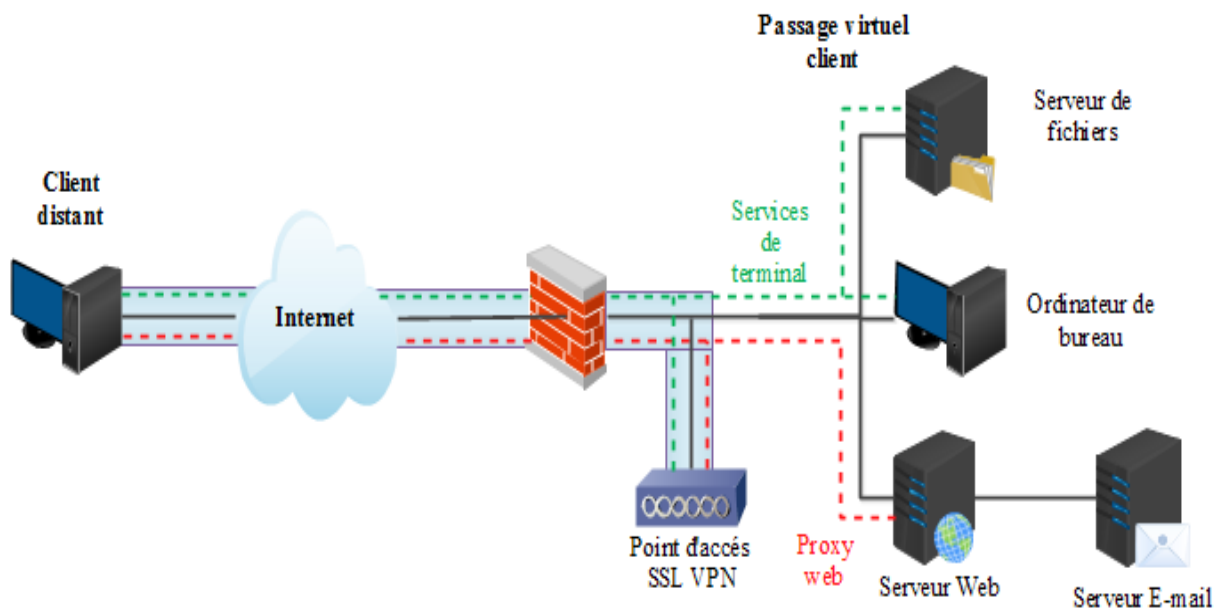 Passage virtuel
client
Serveur de
fichiers
Client
distant
Services
de
terminal
Internet
Ordinateur de
bureau
Point d'accés
SSL VPN
Proxy
web
Serveur Web
Serveur E-mail